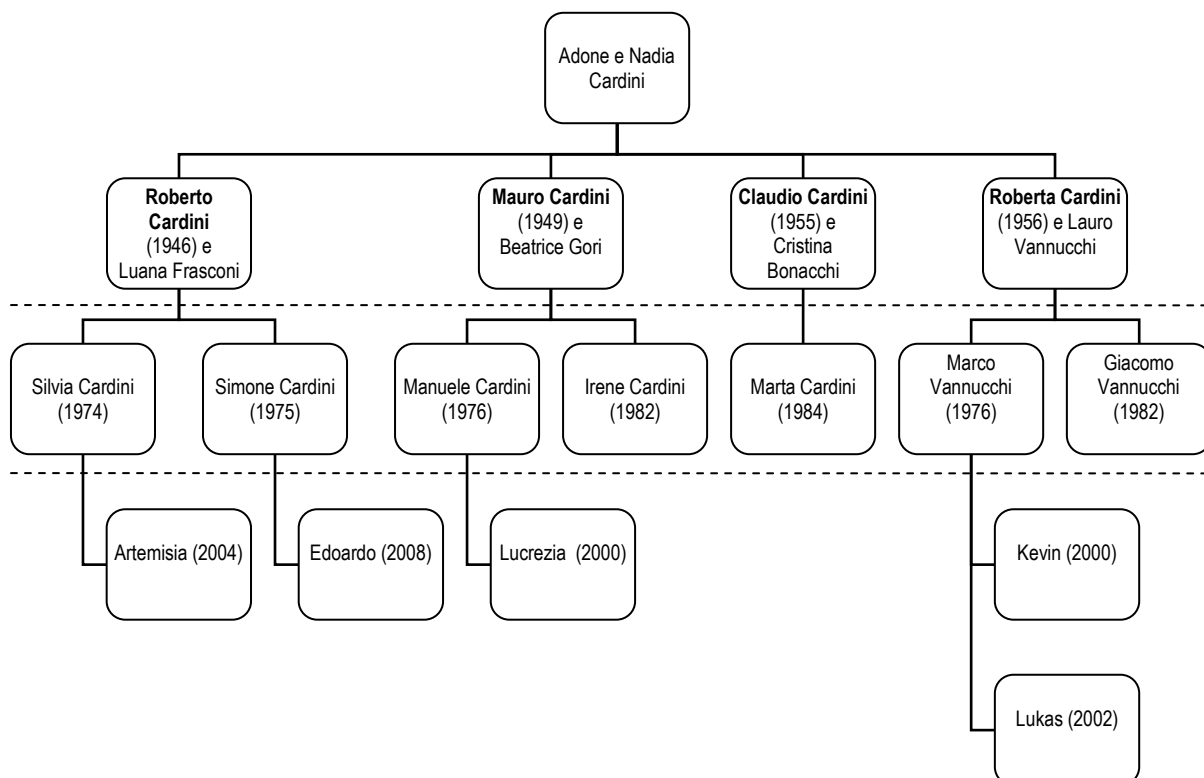 Adone e Nadia
Cardini
Roberto
Cardini
(1946) e
Luana Frasconi
Mauro Cardini
(1949) e
Beatrice Gori
Claudio Cardini
(1955) e
Cristina
Bonacchi
Roberta Cardini
(1956) e Lauro
Vannucchi
Silvia Cardini
(1974)
Simone Cardini
(1975)
Manuele Cardini
(1976)
Irene Cardini
(1982)
Marta Cardini
(1984)
Marco
Vannucchi
(1976)
Giacomo
Vannucchi
(1982)
Artemisia (2004)
Edoardo (2008)
Lucrezia (2000)
Kevin (2000)
Lukas (2002)